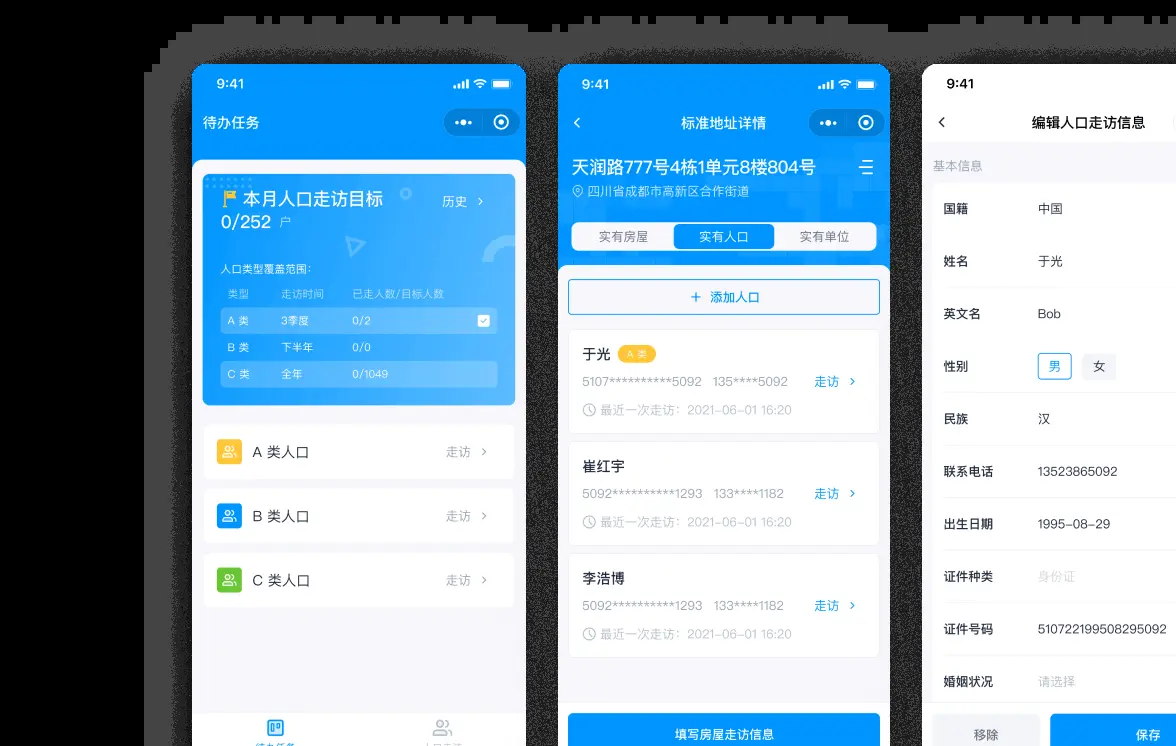 9:41
待办任务
本月人口走访目标
历史
0/252 户
人口类型覆盖范围:
类型 走访时间 已走人数/目标人数
A 类 3季度 0/2
B 类 下半年 0/0
C 类 全年 0/1049
A 类人口 走访
B 类人口 走访
C 类人口 走访
9:41
标准地址详情
天润路777号4栋1单元8楼804号
四川省成都市高新区合作街道
实有房屋 实有人口 实有单位
+ 添加人口
于光 A 类
5107**********5092 135****5092 走访
最近一次走访: 2021-06-01 16:20
崔红宇
5092**********1293 133****1182 走访
最近一次走访: 2021-06-01 16:20
李浩博
5092**********1293 133****1182 走访
最近一次走访: 2021-06-01 16:20
填写房屋走访信息
9:41
编辑人口走访信息
基本信息
国籍 中国
姓名 于光
英文名 Bob
性别 男 女
民族 汉
联系电话 13523865092
出生日期 1995-08-29
证件种类 身份证
证件号码 510722199508295092
婚姻状况 请选择
移除 保存